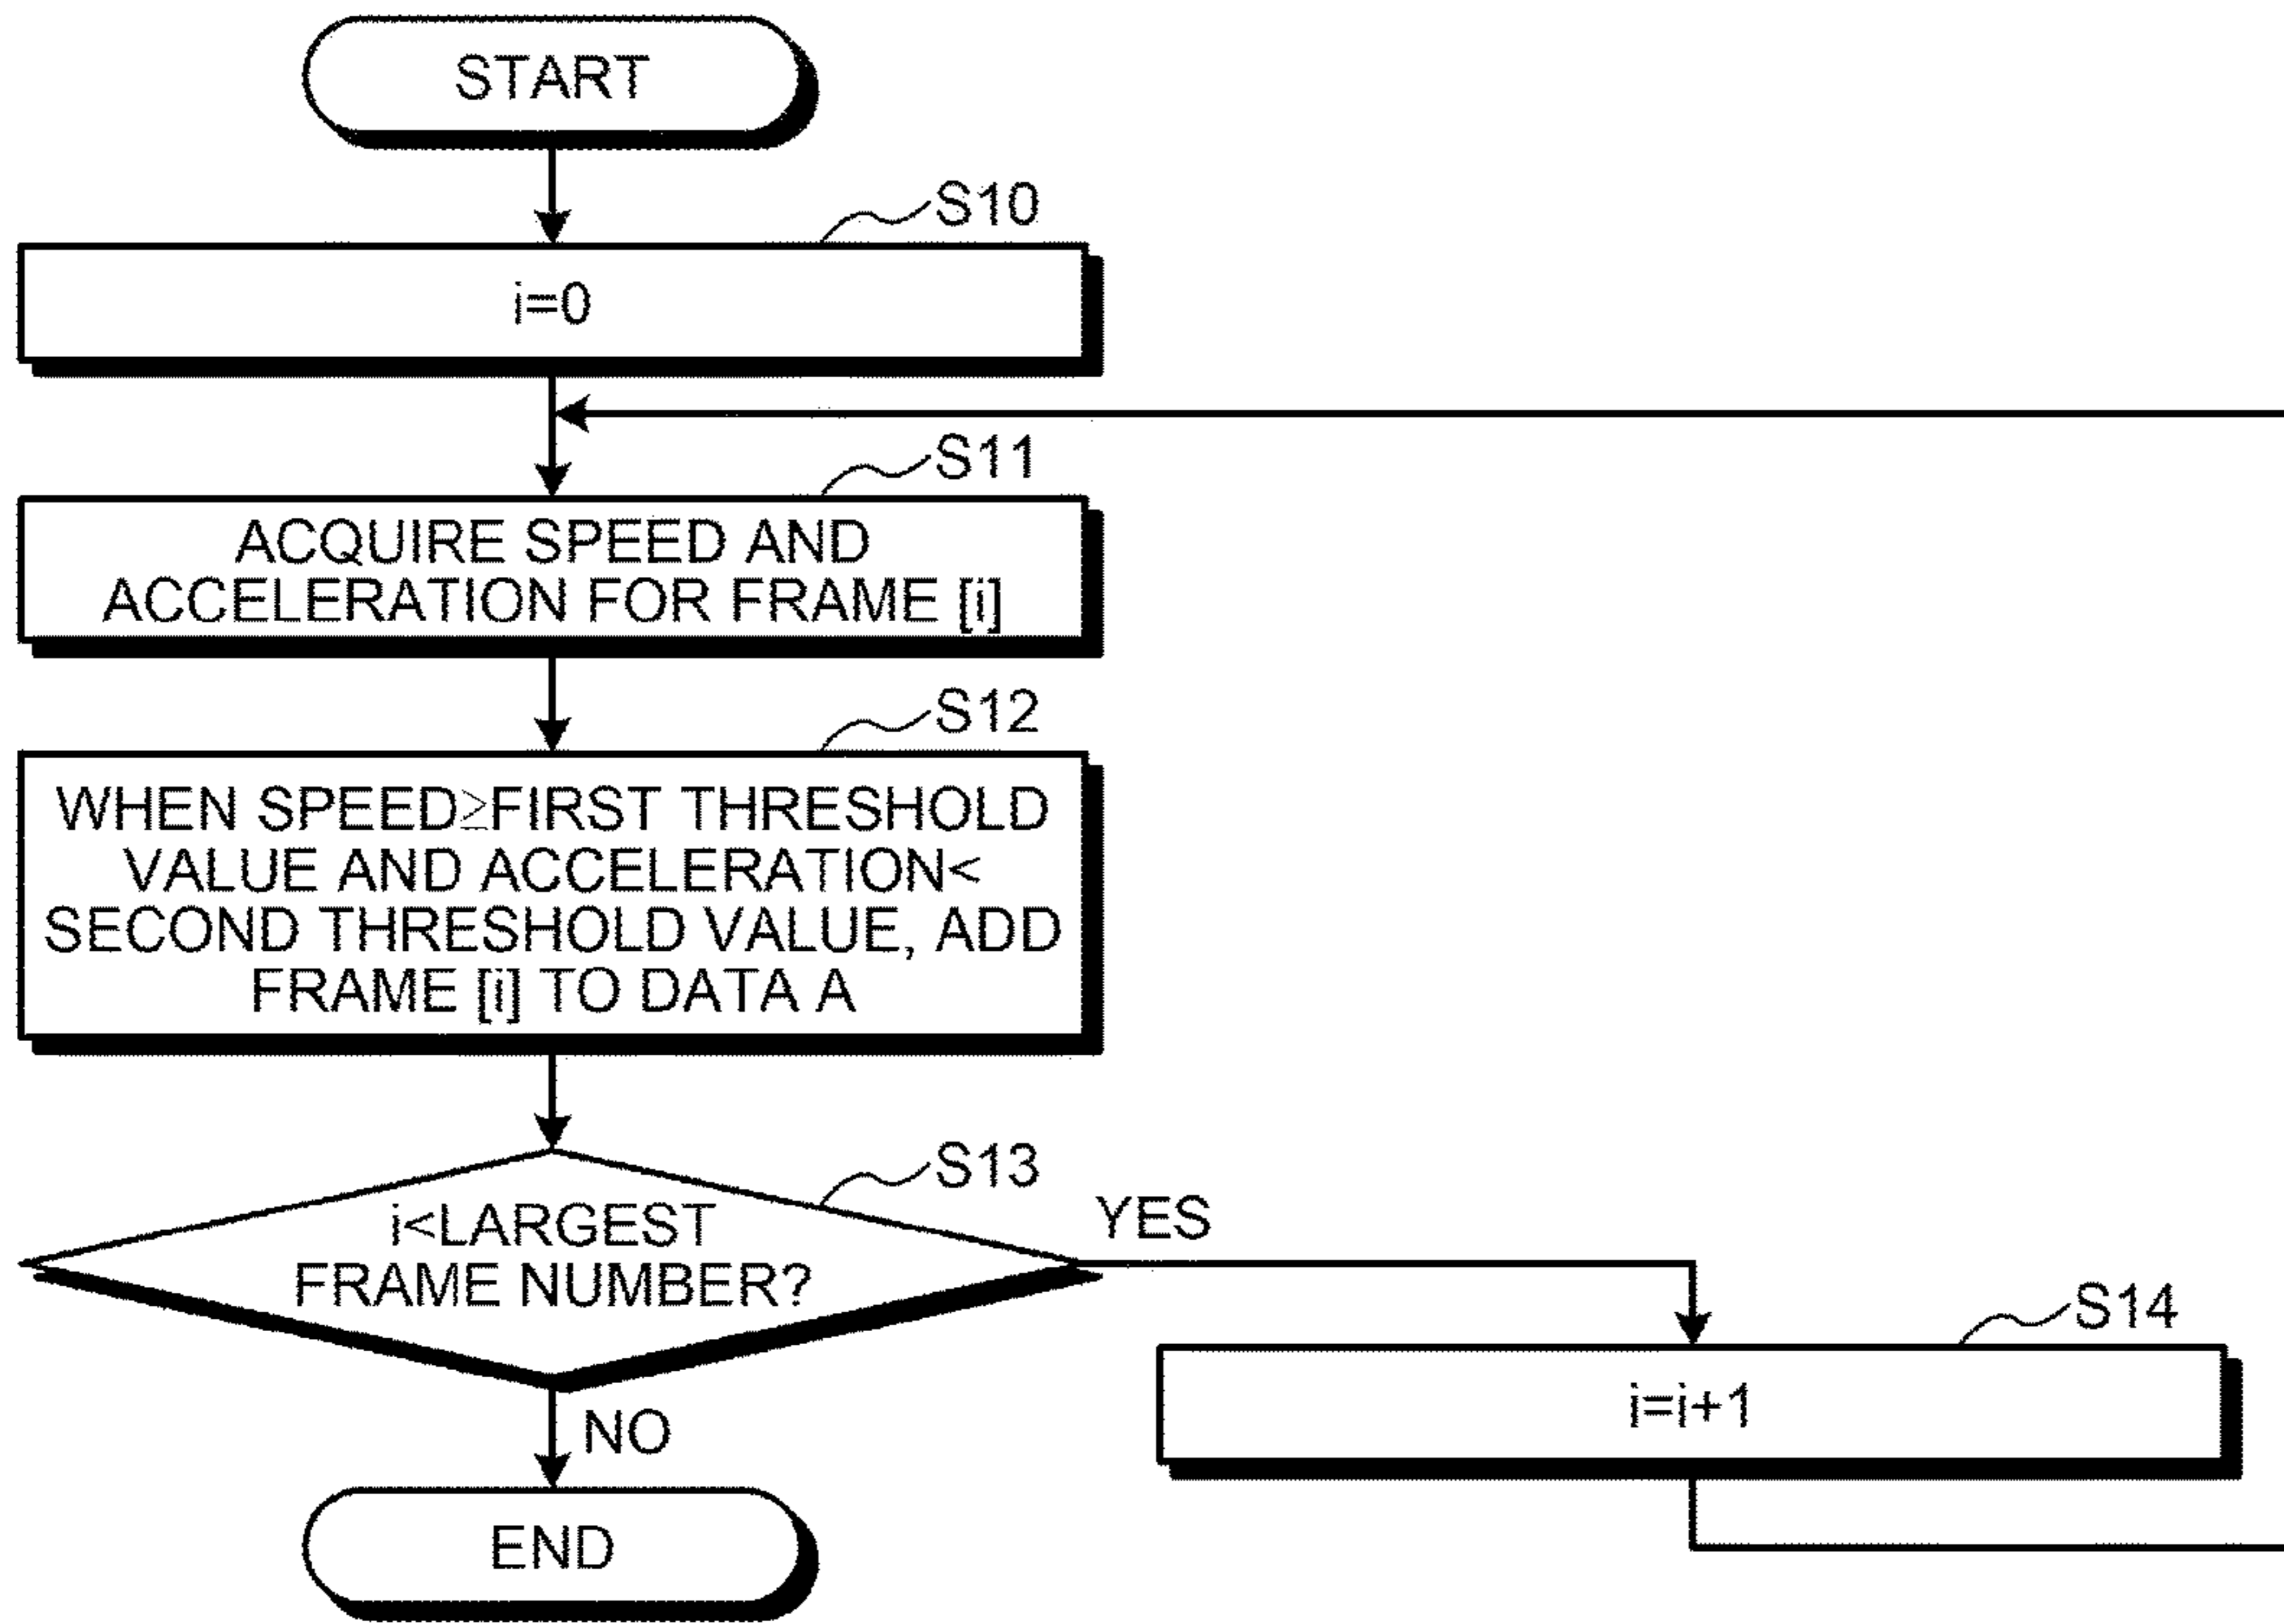 START
S10
i=0
S11
ACQUIRE SPEED AND
ACCELERATION FOR FRAME [i]
S12
WHEN SPEED≥FIRST THRESHOLD
VALUE AND ACCELERATION<
SECOND THRESHOLD VALUE, ADD
FRAME [i] TO DATA A
S13
i<LARGEST
FRAME NUMBER?
YES
S14
i=i+1
NO
END